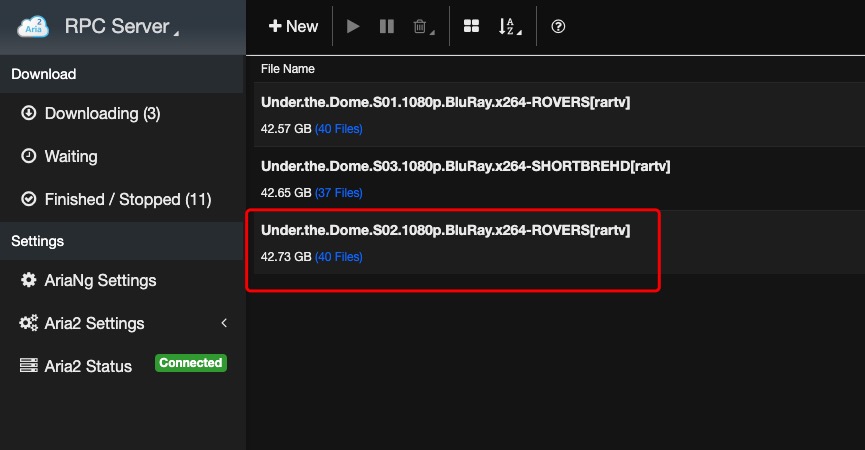 2
Aria
RPC Server
New
Download
File Name
Downloading (3)
Under.the.Dome.S01.1080p.BluRay.x264-ROVERS[rartv]
42.57 GB (40 Files)
Waiting
Under.the.Dome.S03.1080p.BluRay.x264-SHORTBREHD[rartv]
42.65 GB (37 Files)
Finished / Stopped (11)
Under.the.Dome.S02.1080p.BluRay.x264-ROVERS[rartv]
42.73 GB (40 Files)
Settings
AriaNg Settings
Aria2 Settings
Aria2 Status Connected